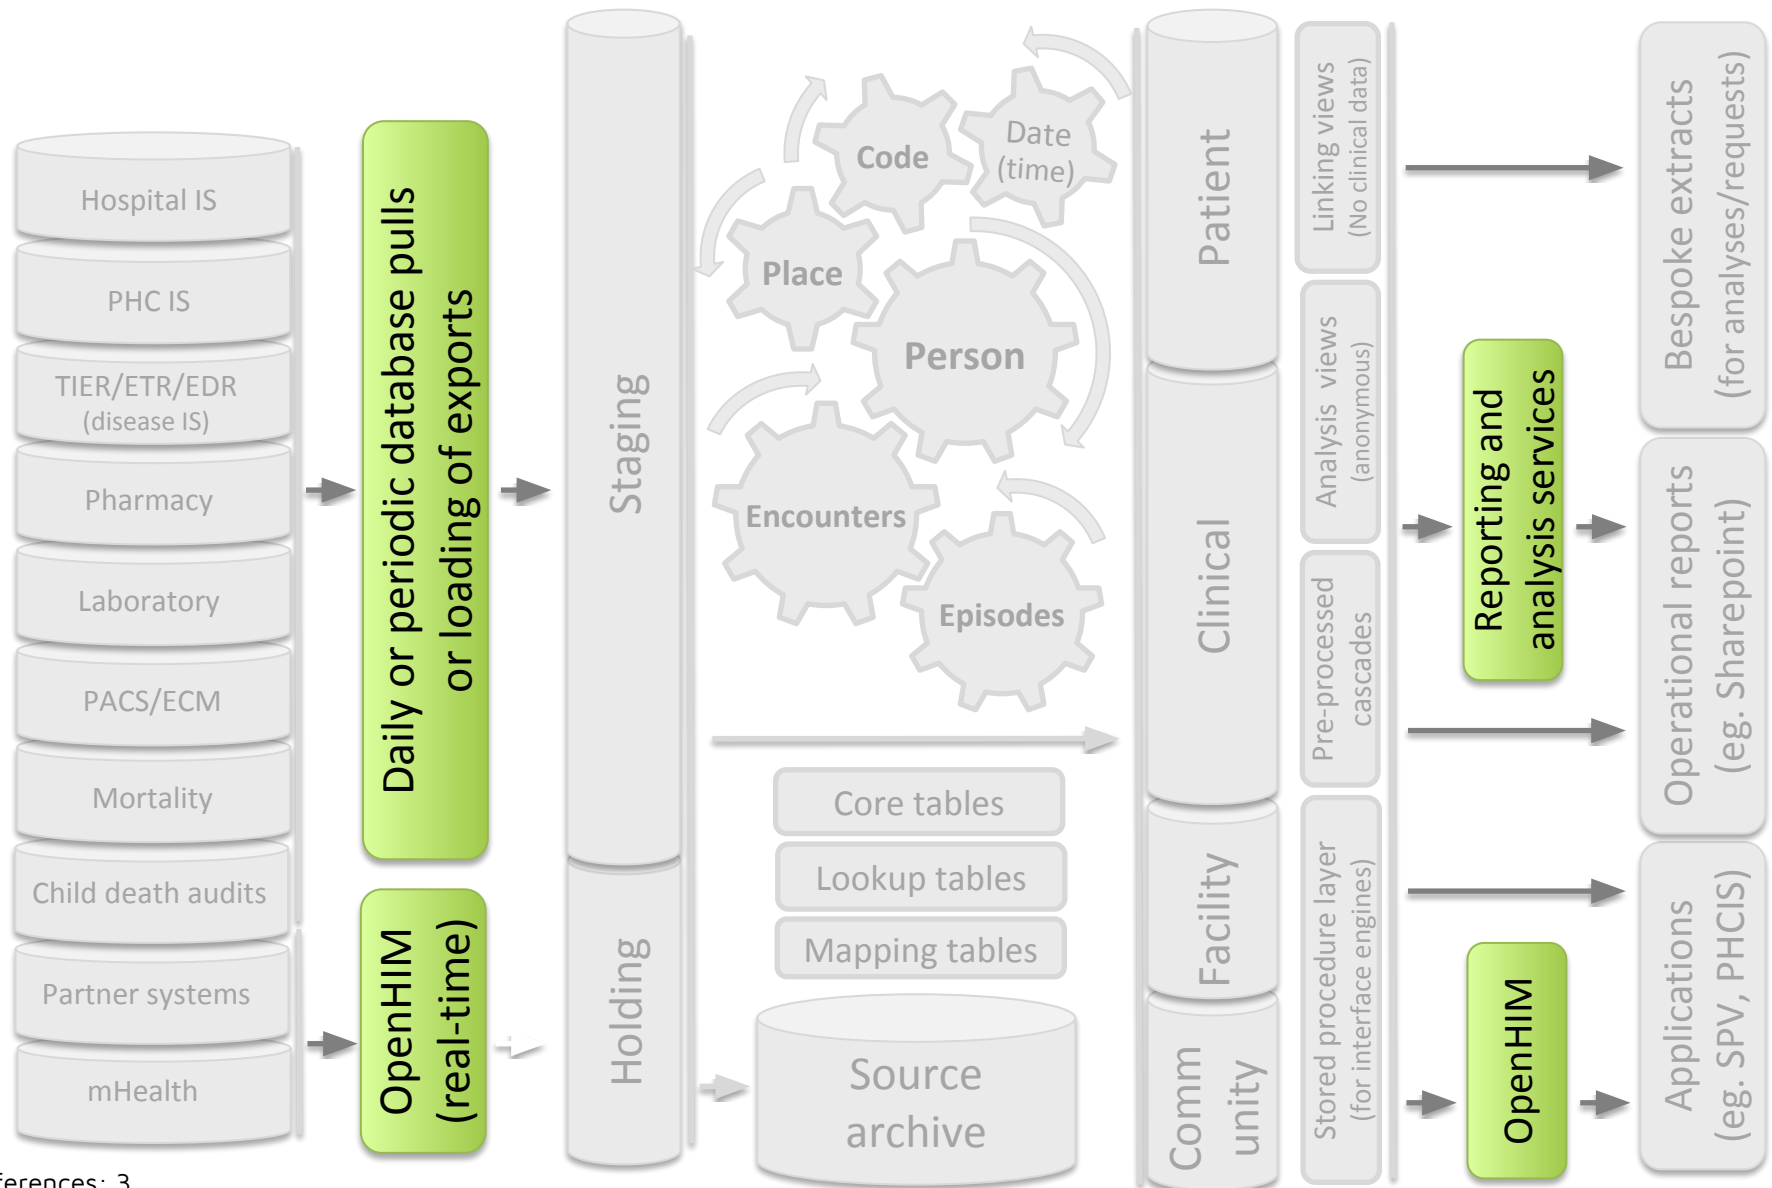 Hospital IS
PHC IS
TIER/ETR/EDR
(disease IS)
Pharmacy
Laboratory
PACS/ECM
Mortality
Child death audits
Partner systems
mHealth
Daily or periodic database pulls
or loading of exports
OpenHIM
(real-time)
Staging
Holding
Code
Date
(time)
Place
Person
Encounters
Episodes
Core tables
Lookup tables
Mapping tables
Source
archive
Patient
Clinical
Facility
Comm
unity
Linking views
(No clinical data)
Analysis views
(anonymous)
Pre-processed
cascades
Stored procedure layer
(for interface engines)
Reporting and
analysis services
OpenHIM
Bespoke extracts
(for analyses/requests)
Operational reports
(eg. Sharepoint)
Applications
(eg. SPV, PHCIS)
ferences: 3